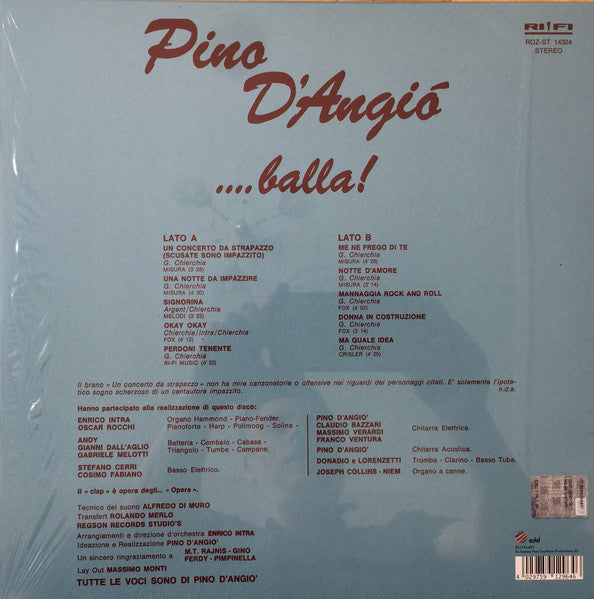 Pino
D'Angió
....balla!
RI!FI
RDZ-ST 14324
STEREO
LATO A
UN CONCERTO DA STRAPAZZO
(SCUSATE SONO IMPAZZITO)
G. Chierchia
MISURA (3' 28)
UNA NOTTE DA IMPAZZIRE
G. Chierchia
MISURA (4' 30)
SIGNORINA
Argent/Chierchia
MELODI (3' 22)
OKAY OKAY
Chierchia/Intra/Chierchia
FOX (4' 12)
PERDONI TENENTE
G. Chierchia
RI-FI MUSIC (4' 20)
LATO B
ME NE FREGO DI TE
G. Chierchia
MISURA (4' 26)
NOTTE D'AMORE
G. Chierchia
MISURA (3' 14)
MANNAGGIA ROCK AND ROLL
G. Chierchia
FOX (4' 02)
DONNA IN COSTRUZIONE
G. Chierchia
FOX (3' 14)
MA QUALE IDEA
G. Chierchia
CRISLER (4' 25)
Il brano « Un concerto da strapazzo » non ha mire canzonatorie o offensive nei riguardi dei personaggi citati. E' solamente l'ipote-
tico sogno scherzoso di un cantautore impazzito. n.d.a.
Hanno partecipato alla realizzazione di questo disco:
ENRICO INTRA
OSCAR ROCCHI
Organo Hammond - Piano-Fender.
Pianoforte - Harp - Polimoog - Solina -
ANDY
GIANNI DALL'AGLIO
GABRIELE MELOTTI
Batteria - Cembalo - Cabasa -
Triangolo - Tumbe - Campane.
STEFANO CERRI
COSIMO FABIANO
Basso Elettrico.
PINO D'ANGIO'
CLAUDIO BAZZARI
MASSIMO VERARDI
FRANCO VENTURA
Chitarra Elettrica.
PINO D'ANGIO'
Chitarra Acustica.
DONADIO e LORENZETTI
Tromba - Clarino - Basso Tuba.
JOSEPH COLLINS - NIEM
Organo a canne.
Il « clap » è opera degli... « Opera ».
Tecnico del suono ALFREDO DI MURO
Transfert ROLANDO MERLO
REGSON RECORDS STUDIO'S
Arrangiamenti e direzione d'orchestra ENRICO INTRA
Ideazione e Realizzazione PINO D'ANGIO'
Un sincero ringraziamento a M.T. RAJNIS - GINO
FERDY - PIMPINELLA
Lay Out MASSIMO MONTI
TUTTE LE VOCI SONO DI PINO D'ANGIO'
edel
4 029759 129646